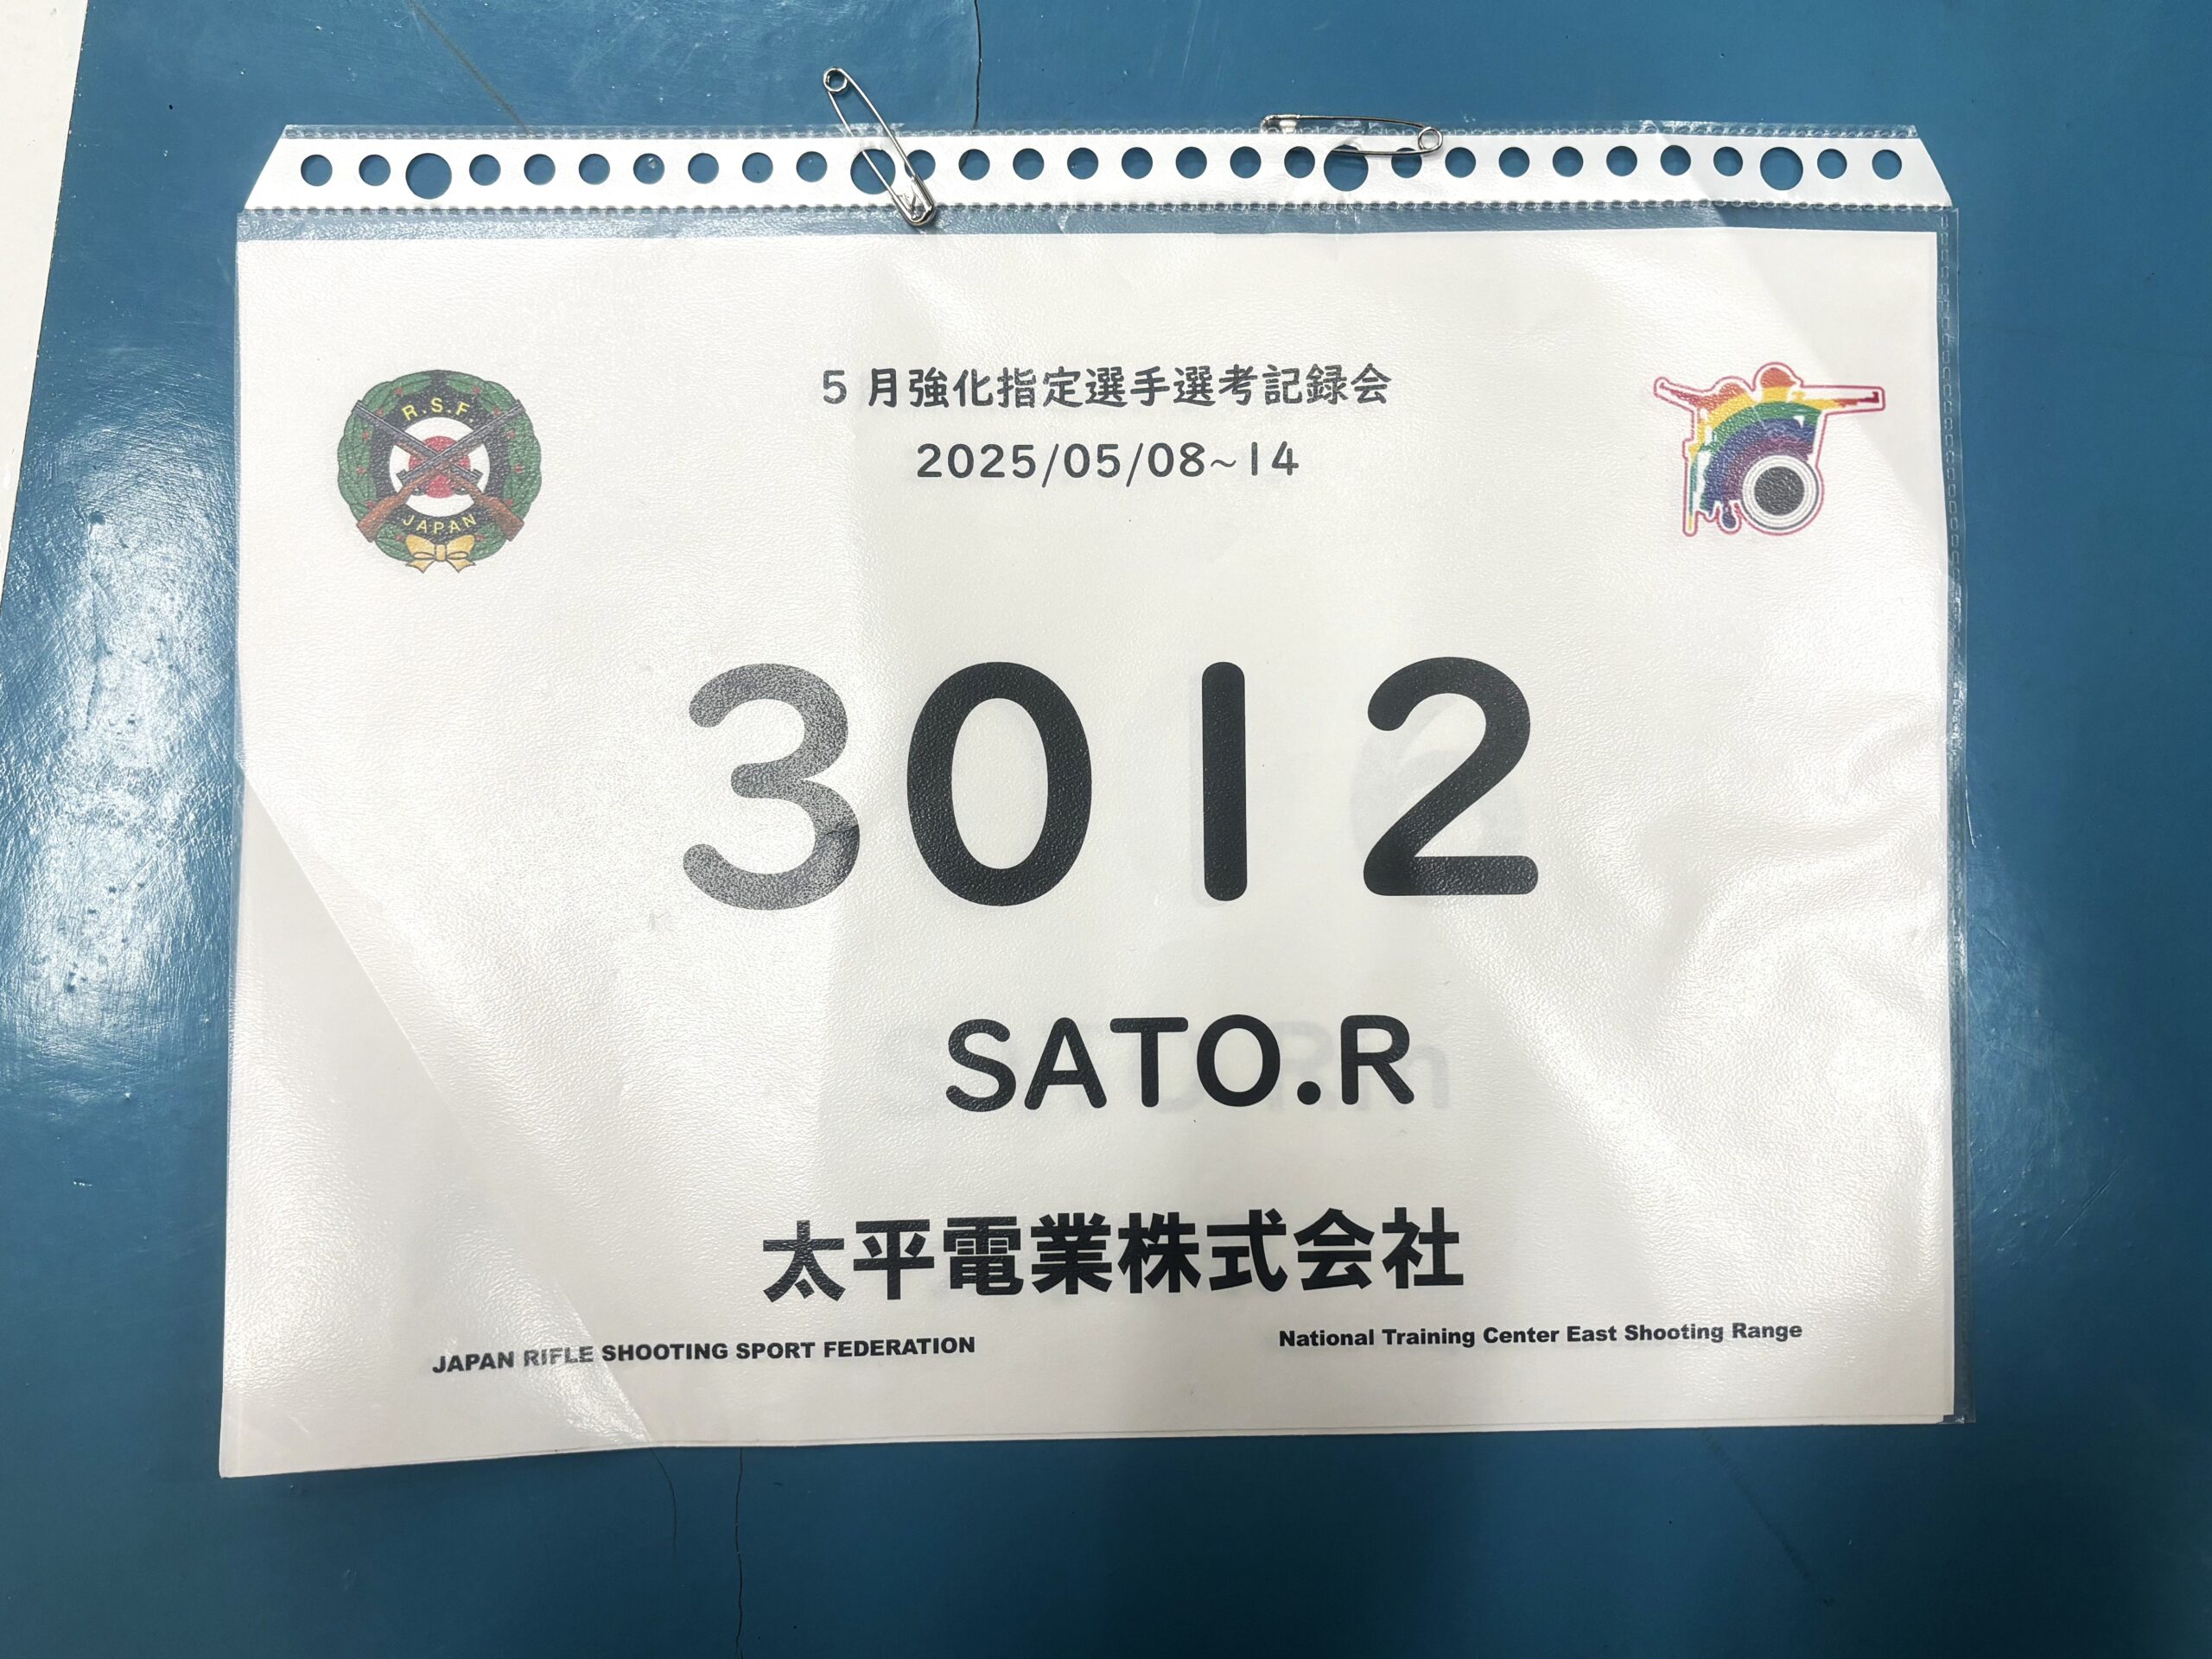 5月強化指定選手選考記録会
2025/05/08~14
R.S.F
JAPAN
3012
SATO.R
太平電業株式会社
JAPAN RIFLE SHOOTING SPORT FEDERATION
National Training Center East Shooting Range